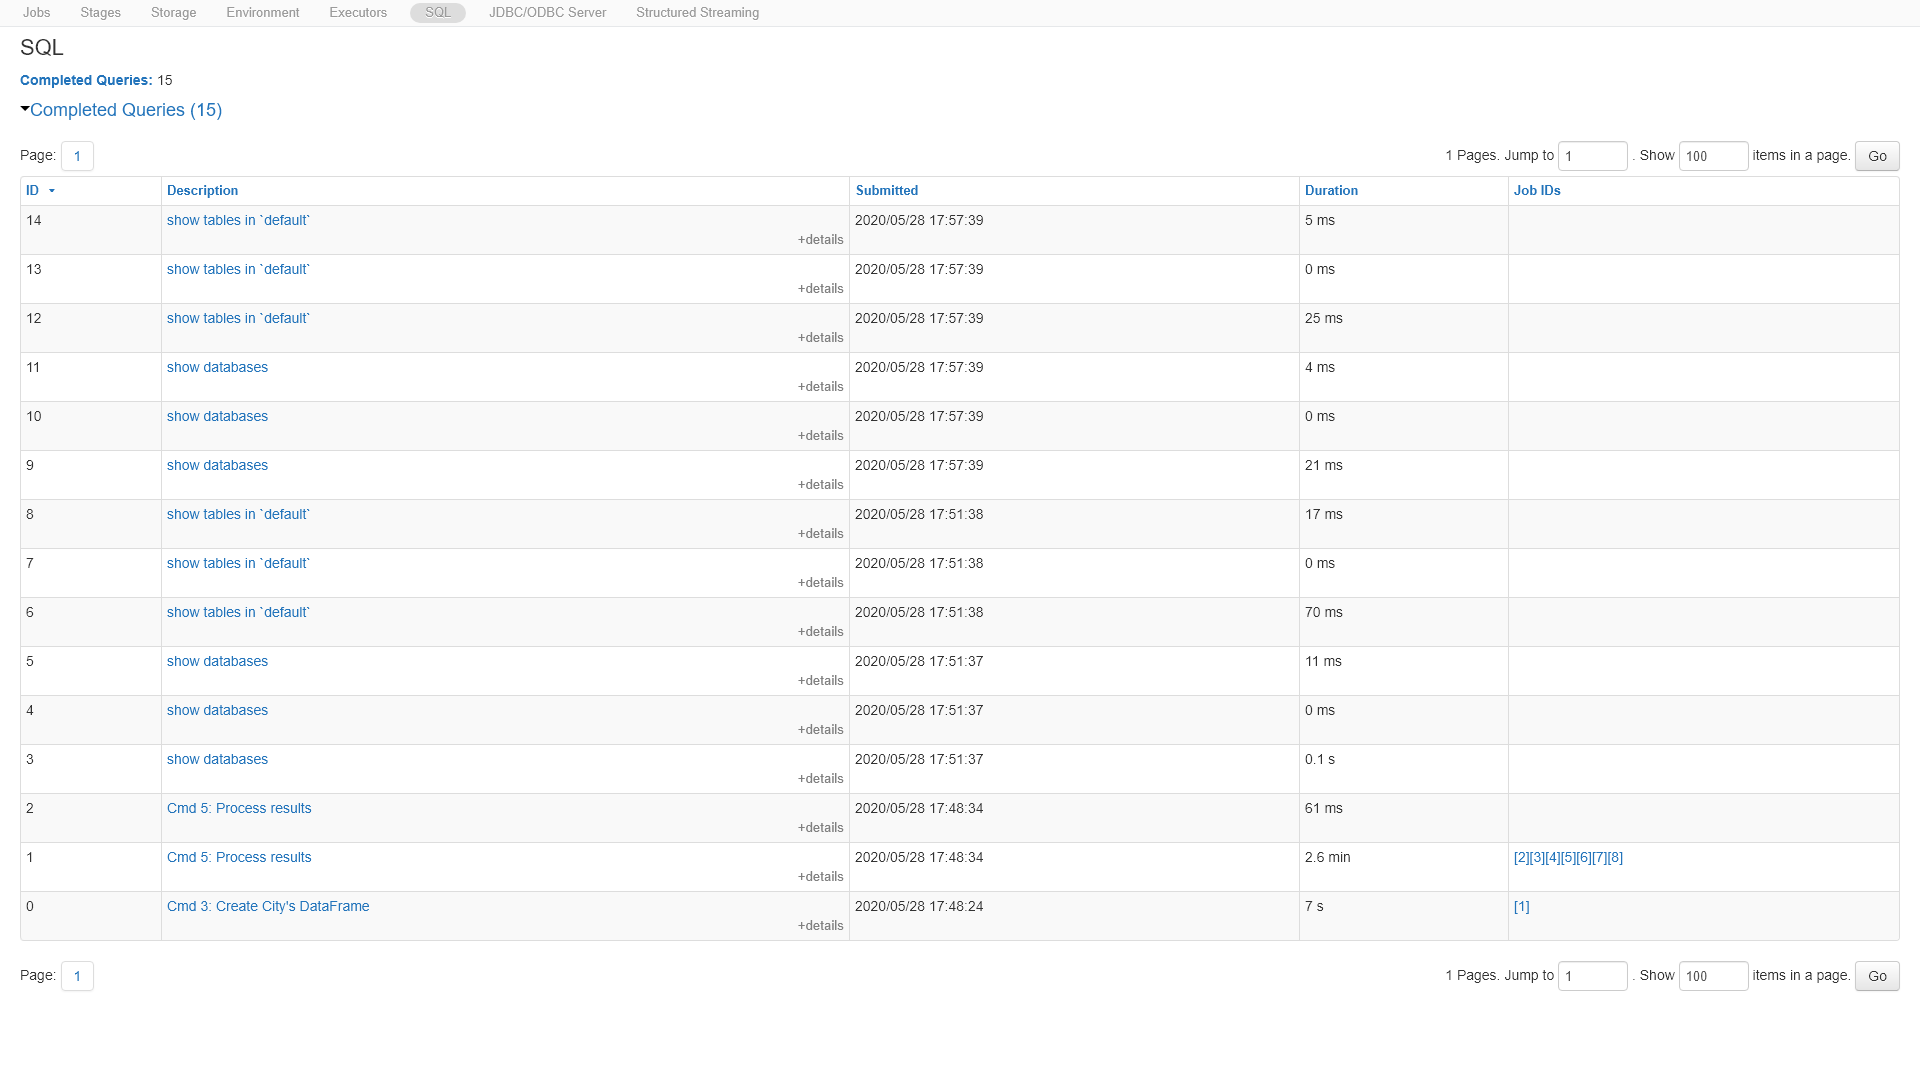 Jobs Stages Storage Environment Executors SQL JDBC/ODBC Server Structured Streaming
SQL
Completed Queries: 15
Completed Queries (15)
Page: 1 1 Pages. Jump to 1 . Show 100 items in a page. Go
ID Description Submitted Duration Job IDs
14 show tables in `default` 2020/05/28 17:57:39 5 ms
+details
13 show tables in `default` 2020/05/28 17:57:39 0 ms
+details
12 show tables in `default` 2020/05/28 17:57:39 25 ms
+details
11 show databases 2020/05/28 17:57:39 4 ms
+details
10 show databases 2020/05/28 17:57:39 0 ms
+details
9 show databases 2020/05/28 17:57:39 21 ms
+details
8 show tables in `default` 2020/05/28 17:51:38 17 ms
+details
7 show tables in `default` 2020/05/28 17:51:38 0 ms
+details
6 show tables in `default` 2020/05/28 17:51:38 70 ms
+details
5 show databases 2020/05/28 17:51:37 11 ms
+details
4 show databases 2020/05/28 17:51:37 0 ms
+details
3 show databases 2020/05/28 17:51:37 0.1 s
+details
2 Cmd 5: Process results 2020/05/28 17:48:34 61 ms
+details
1 Cmd 5: Process results 2020/05/28 17:48:34 2.6 min [2][3][4][5][6][7][8]
+details
0 Cmd 3: Create City's DataFrame 2020/05/28 17:48:24 7 s [1]
+details
Page: 1 1 Pages. Jump to 1 . Show 100 items in a page. Go